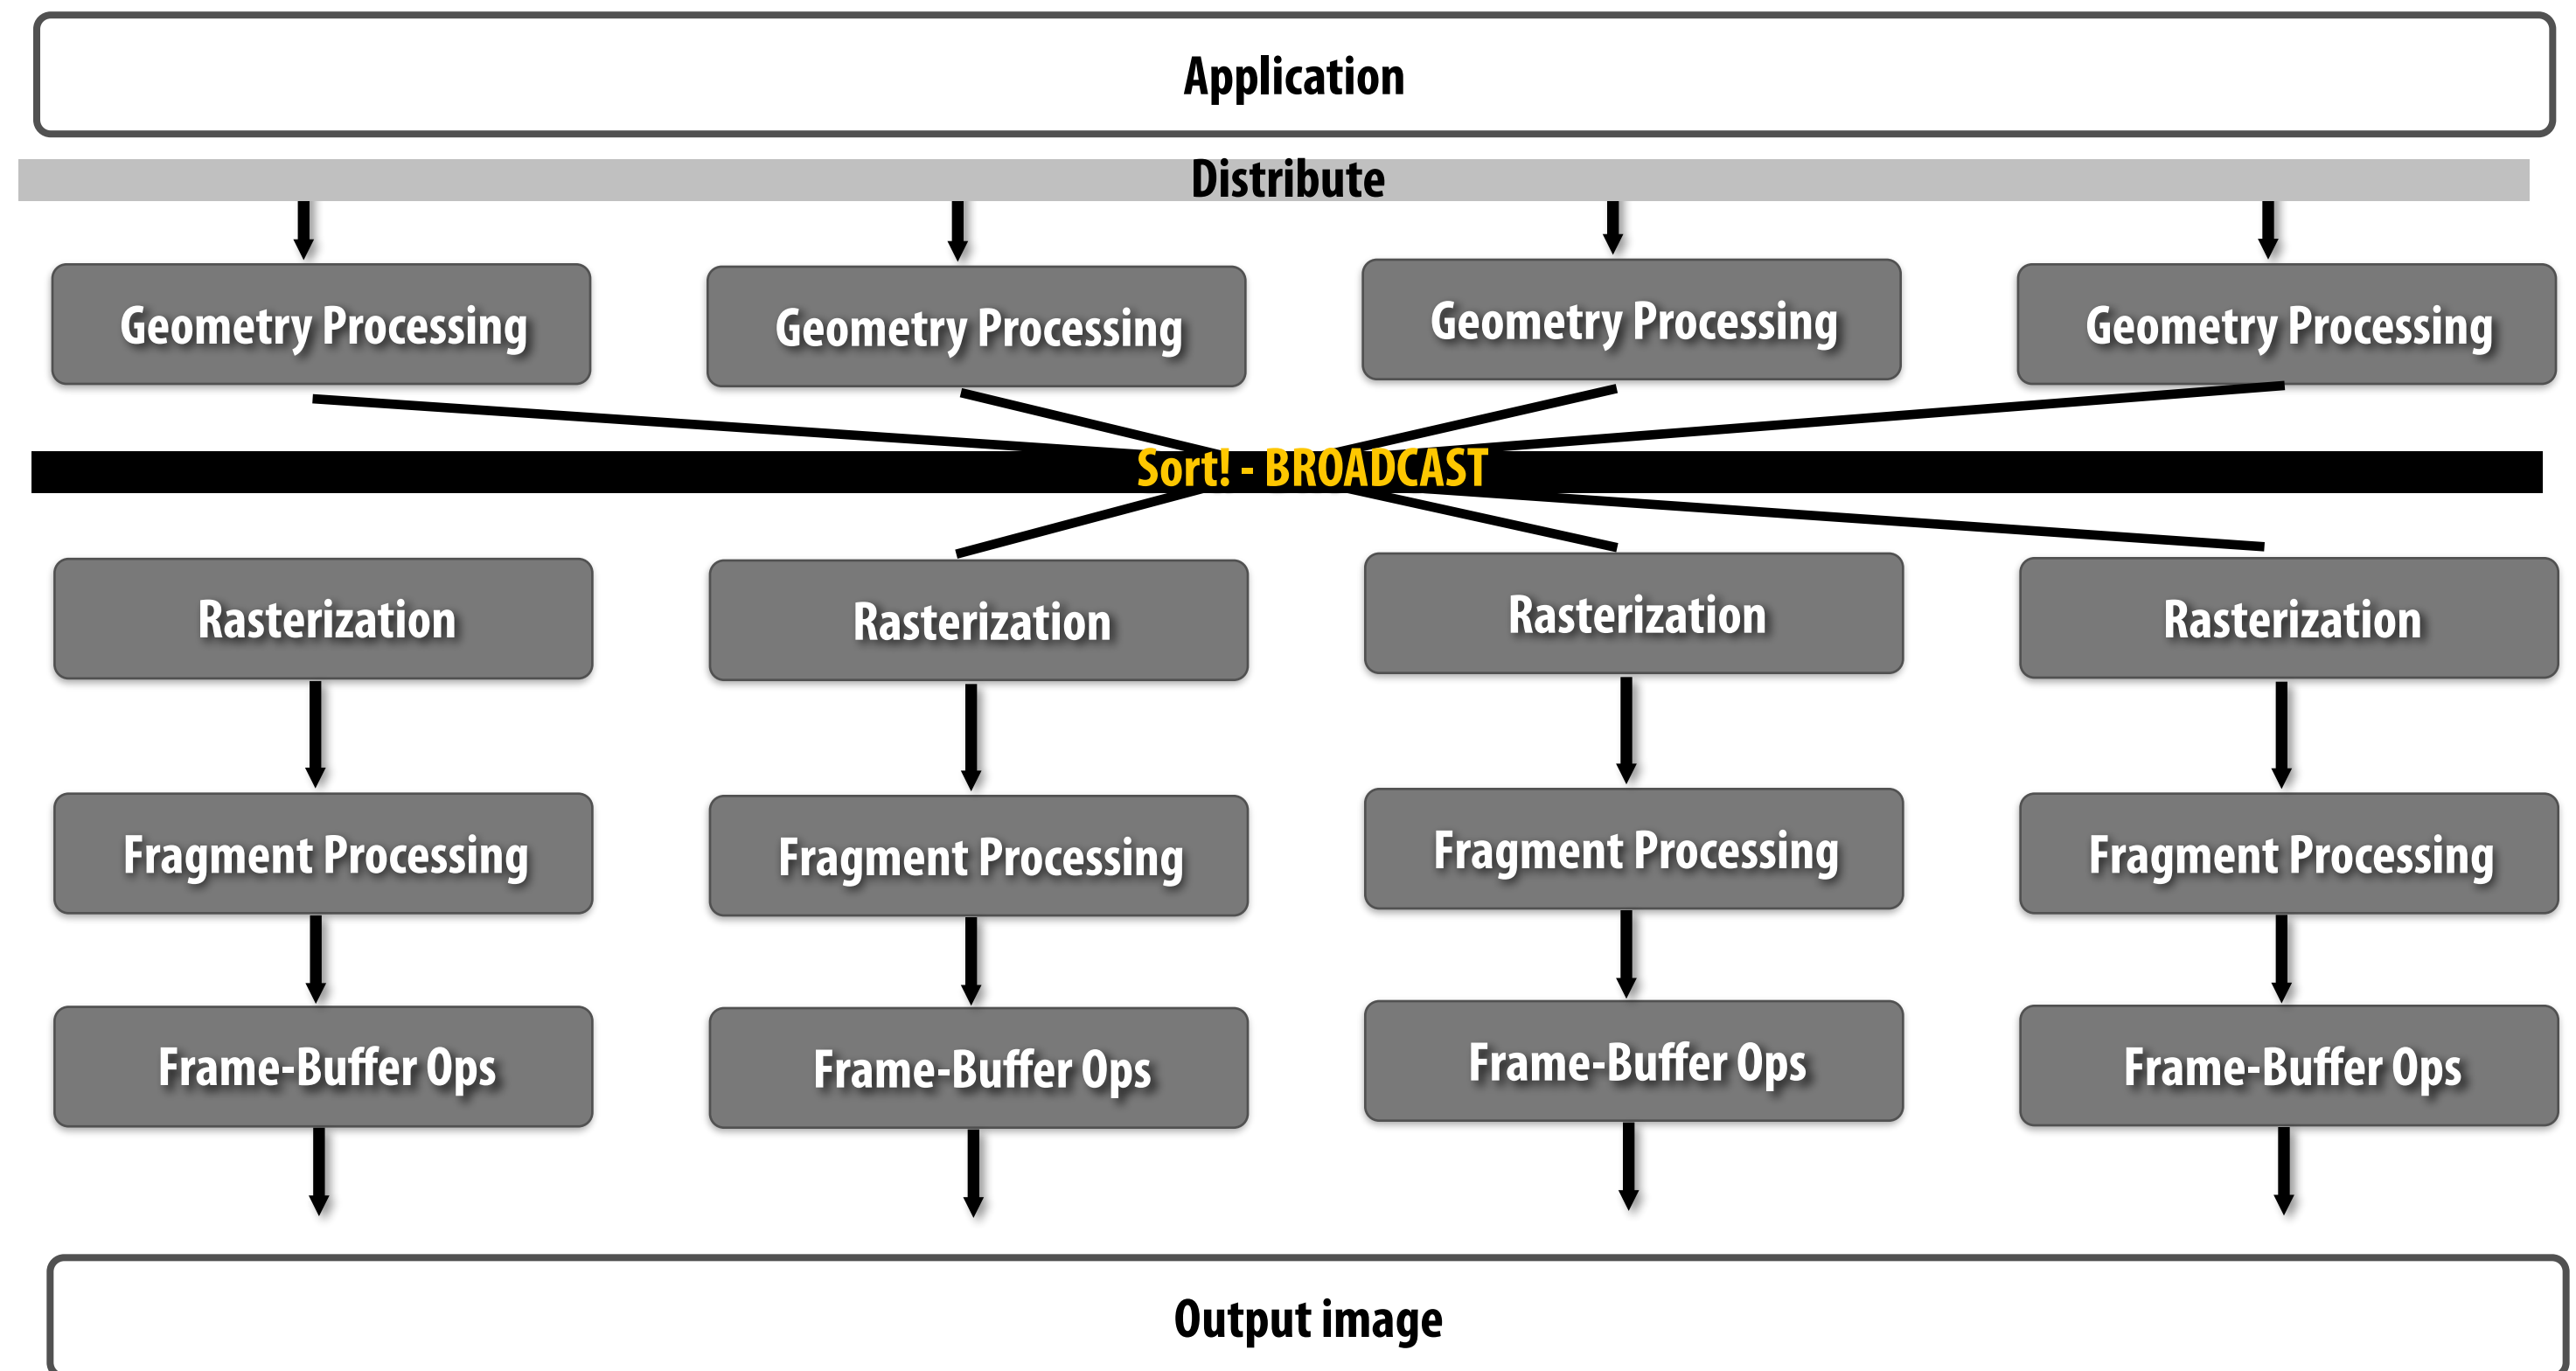 Application
Distribute
Geometry Processing
Geometry Processing
Geometry Processing
Geometry Processing
Sort! - BROADCAST
Rasterization
Rasterization
Rasterization
Rasterization
Fragment Processing
Fragment Processing
Fragment Processing
Fragment Processing
Frame-Buffer Ops
Frame-Buffer Ops
Frame-Buffer Ops
Frame-Buffer Ops
Output image